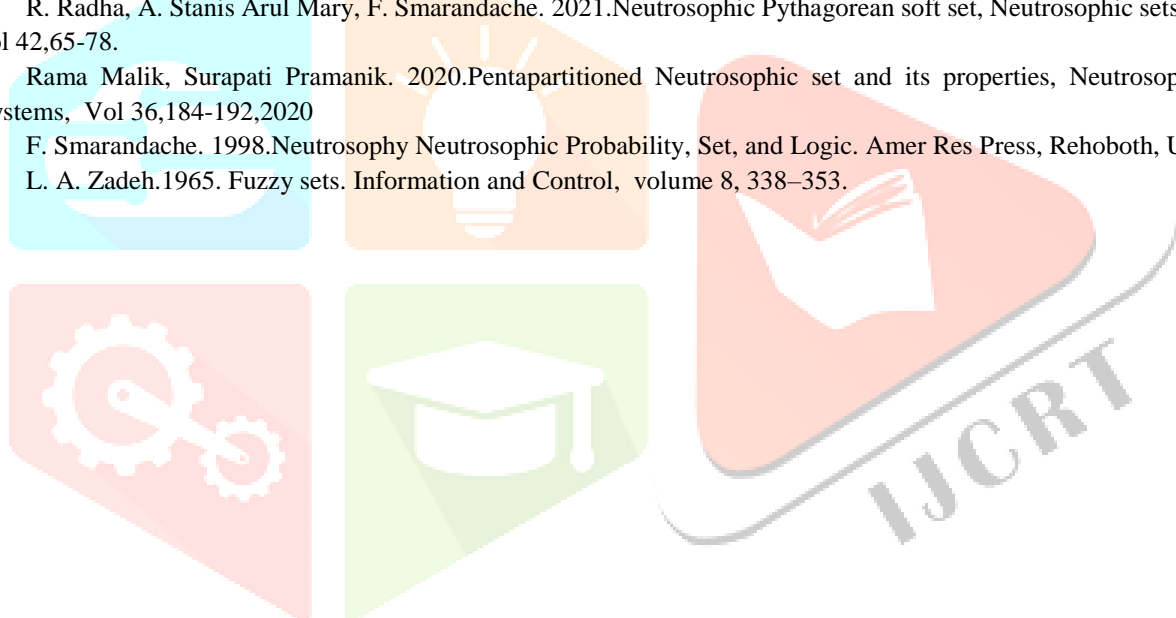 R. Radha, A. Stanis Arul Mary, F. Smarandache. 2021.Neutrosophic Pythagorean soft set, Neutrosophic sets
42,65-78.
Rama Malik, Surapati Pramanik. 2020.Pentapartitioned Neutrosophic set and its properties,
Vol 36,184-192,2020
F. Smarandache. 1998.Neutrosophy Neutrosophic Probability, Set, and Logic. Amer Res Press, Rehoboth,
L. A. Zadeh.1965. Fuzzy sets. Information and Control, volume 8, 338–353.
IJCRT